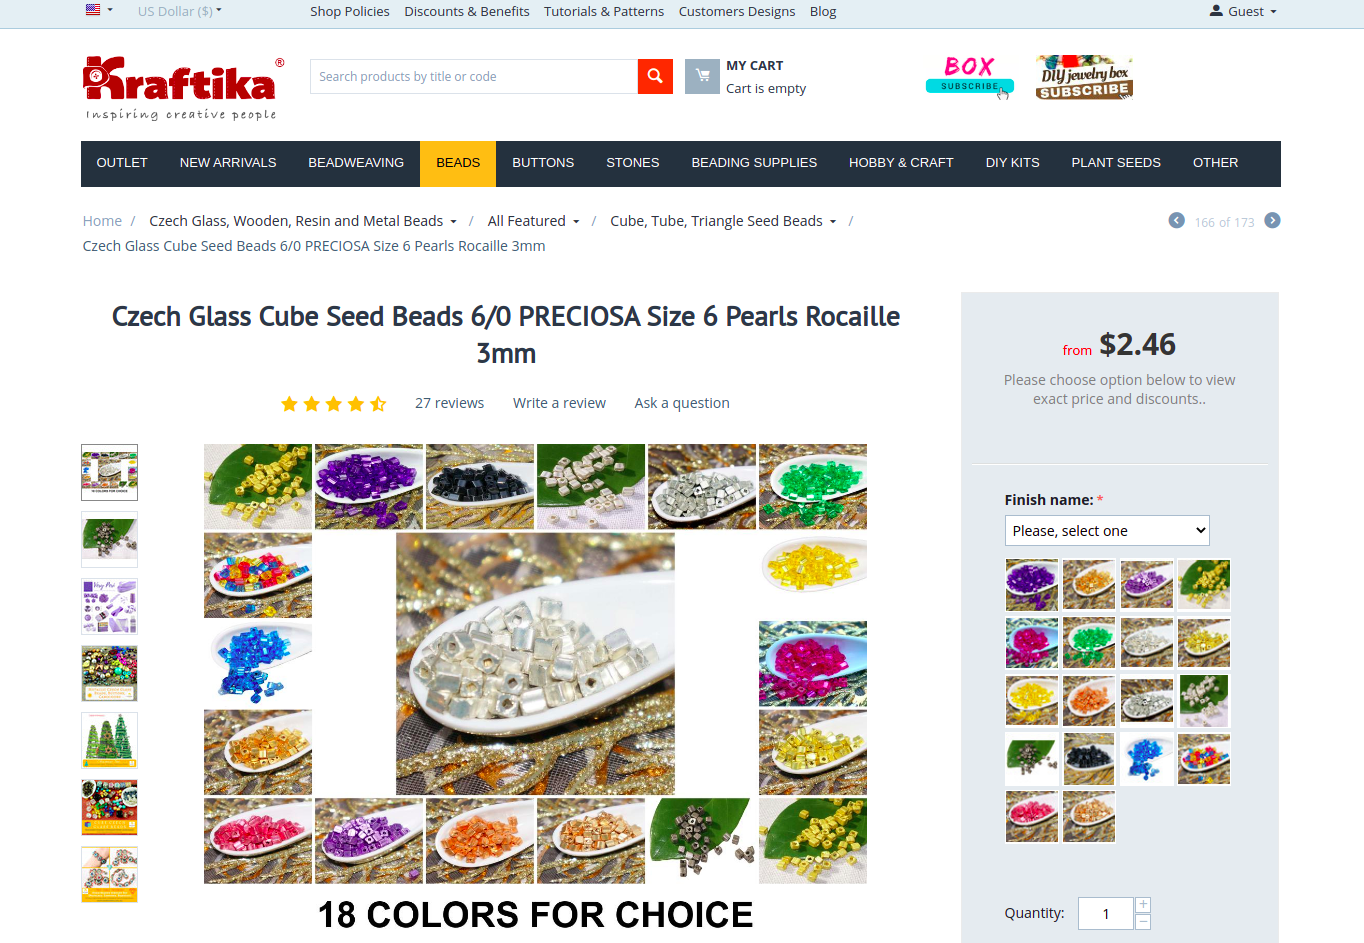 US Dollar ($)
Shop Policies Discounts & Benefits Tutorials & Patterns Customers Designs Blog
Guest
Kraftika®
Inspiring creative people
Search products by title or code
MY CART
Cart is empty
BOX
SUBSCRIBE
DIY jewelry box
SUBSCRIBE
OUTLET NEW ARRIVALS BEADWEAVING BEADS BUTTONS STONES BEADING SUPPLIES HOBBY & CRAFT DIY KITS PLANT SEEDS OTHER
Home / Czech Glass, Wooden, Resin and Metal Beads / All Featured / Cube, Tube, Triangle Seed Beads /
166 of 173
Czech Glass Cube Seed Beads 6/0 PRECIOSA Size 6 Pearls Rocaille 3mm
Czech Glass Cube Seed Beads 6/0 PRECIOSA Size 6 Pearls Rocaille
3mm
27 reviews Write a review Ask a question
18 COLORS FOR CHOICE
18 COLORS FOR CHOICE
from $2.46
Please choose option below to view
exact price and discounts..
Finish name: *
Please, select one
Quantity: 1 +
−